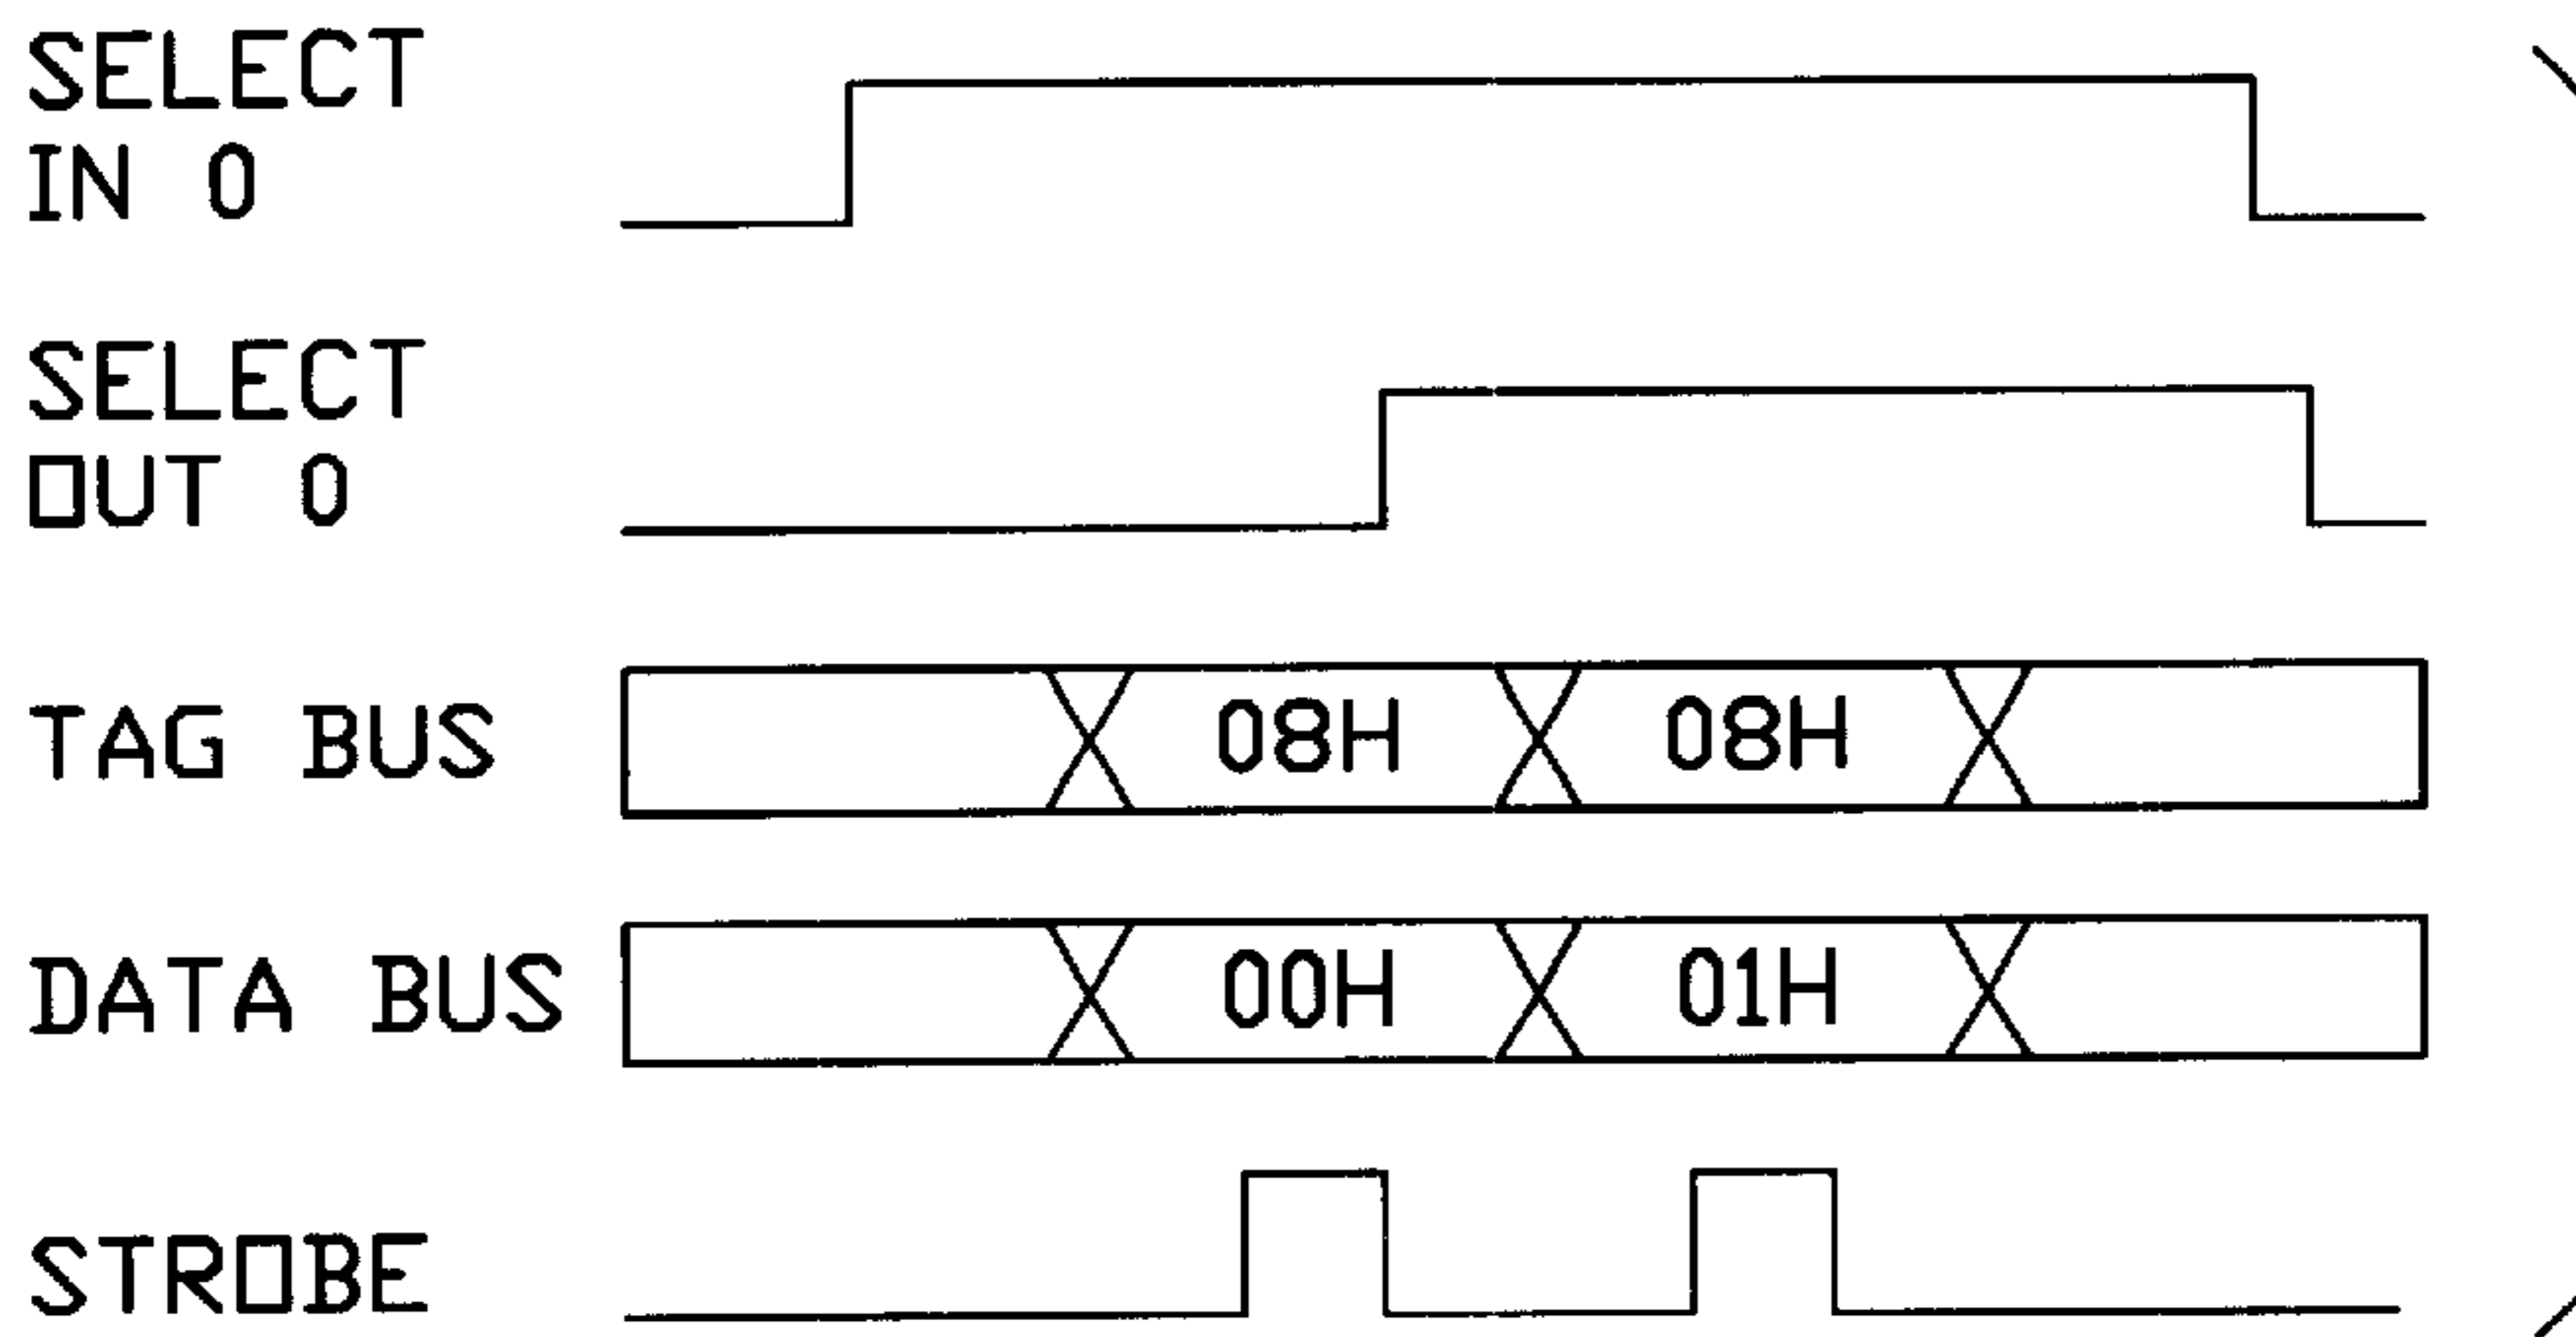 SELECT
IN 0
SELECT
OUT 0
TAG BUS 08H 08H
DATA BUS 00H 01H
STROBE